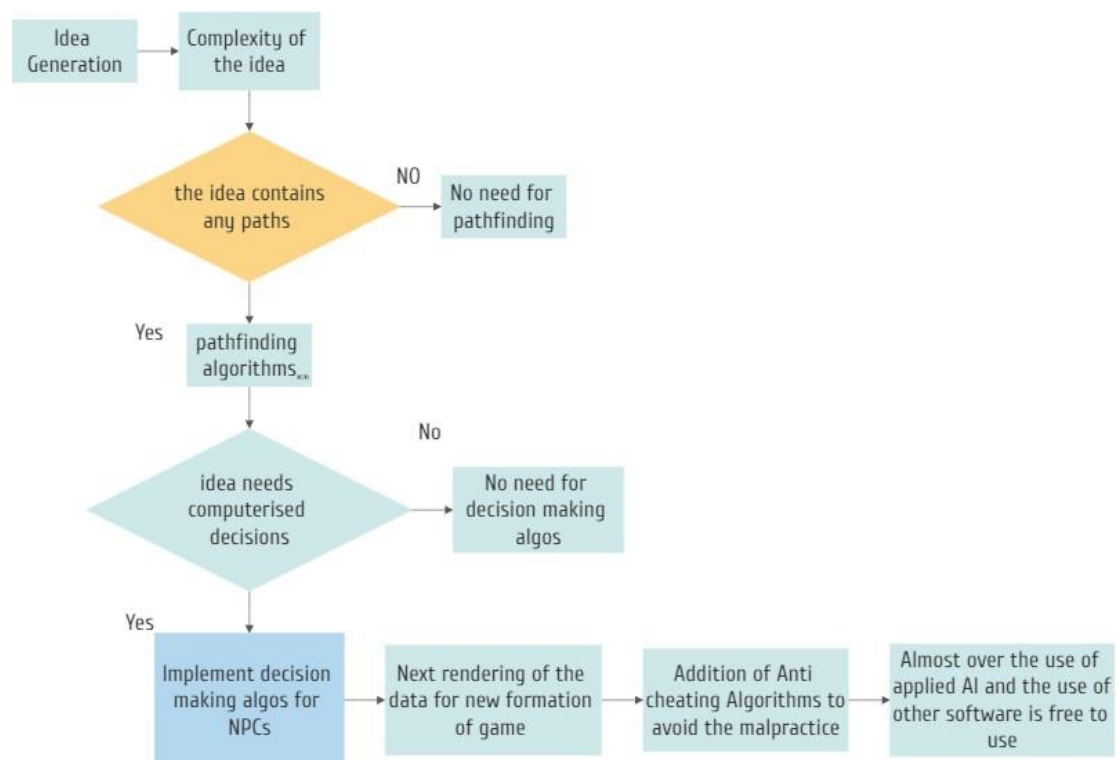 Idea
Generation
Complexity of
the idea
the idea contains
any paths
NO
No need for
pathfinding
Yes
pathfinding
algorithms
No
idea needs
computerised
decisions
No need for
decision making
algos
Yes
Implement decision
making algos for
NPCs
Next rendering of the
data for new formation
of game
Addition of Anti
cheating Algorithms to
avoid the malpractice
Almost over the use of
applied AI and the use of
other software is free to
use